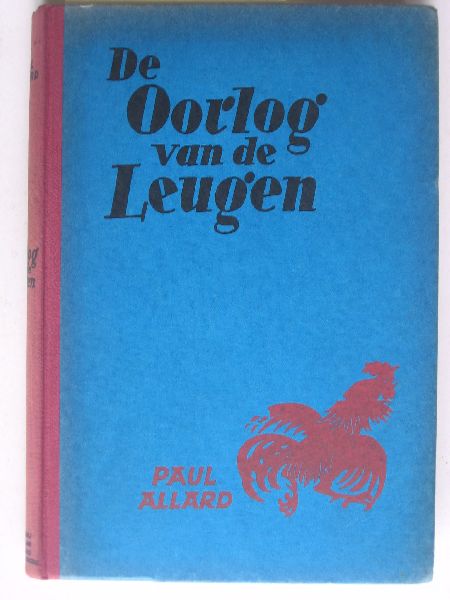 De
Oorlog
van de
Leugen
PAUL
ALLARD